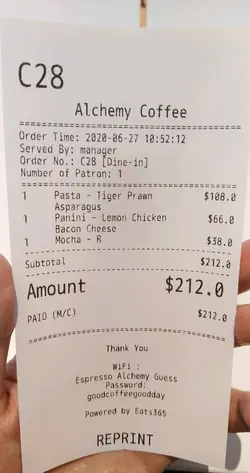 C28
Alchemy Coffee
Order Time: 2020-06-27 10:52:12
Served By: manager
Order No.: C28 [Dine-in]
Number of Patron: 1
1 Pasta - Tiger Prawn $108.0
Asparagus
1 Panini - Lemon Chicken $66.0
Bacon Cheese
1 Mocha - R $38.0
Subtotal $212.0
Amount $212.0
PAID (M/C) $212.0
Thank You
WiFi :
Espresso Alchemy Guess
Password:
goodcoffeegoodday
Powered by Eats365
REPRINT